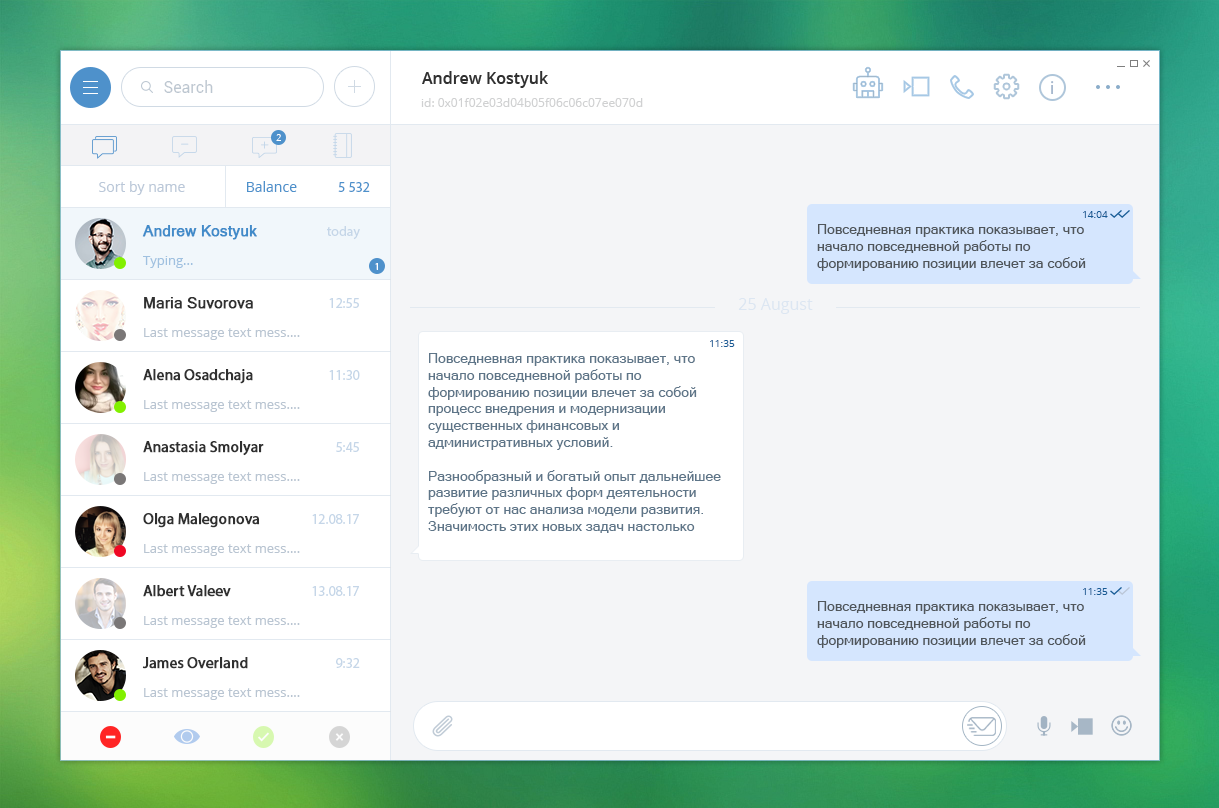 Search
2
Sort by name
Balance 5 532
Andrew Kostyuk today
Typing... 1
Maria Suvorova 12:55
Last message text mess....
Alena Osadchaja 11:30
Last message text mess....
Anastasia Smolyar 5:45
Last message text mess....
Olga Malegonova 12.08.17
Last message text mess....
Albert Valeev 13.08.17
Last message text mess....
James Overland 9:32
Last message text mess....
Andrew Kostyuk
id: 0x01f02e03d04b05f06c06c07ee070d
14:04
Повседневная практика показывает, что
начало повседневной работы по
формированию позиции влечет за собой
25 August
11:35
Повседневная практика показывает, что
начало повседневной работы по
формированию позиции влечет за собой
процесс внедрения и модернизации
существенных финансовых и
административных условий.
Разнообразный и богатый опыт дальнейшее
развитие различных форм деятельности
требуют от нас анализа модели развития.
Значимость этих новых задач настолько
11:35
Повседневная практика показывает, что
начало повседневной работы по
формированию позиции влечет за собой